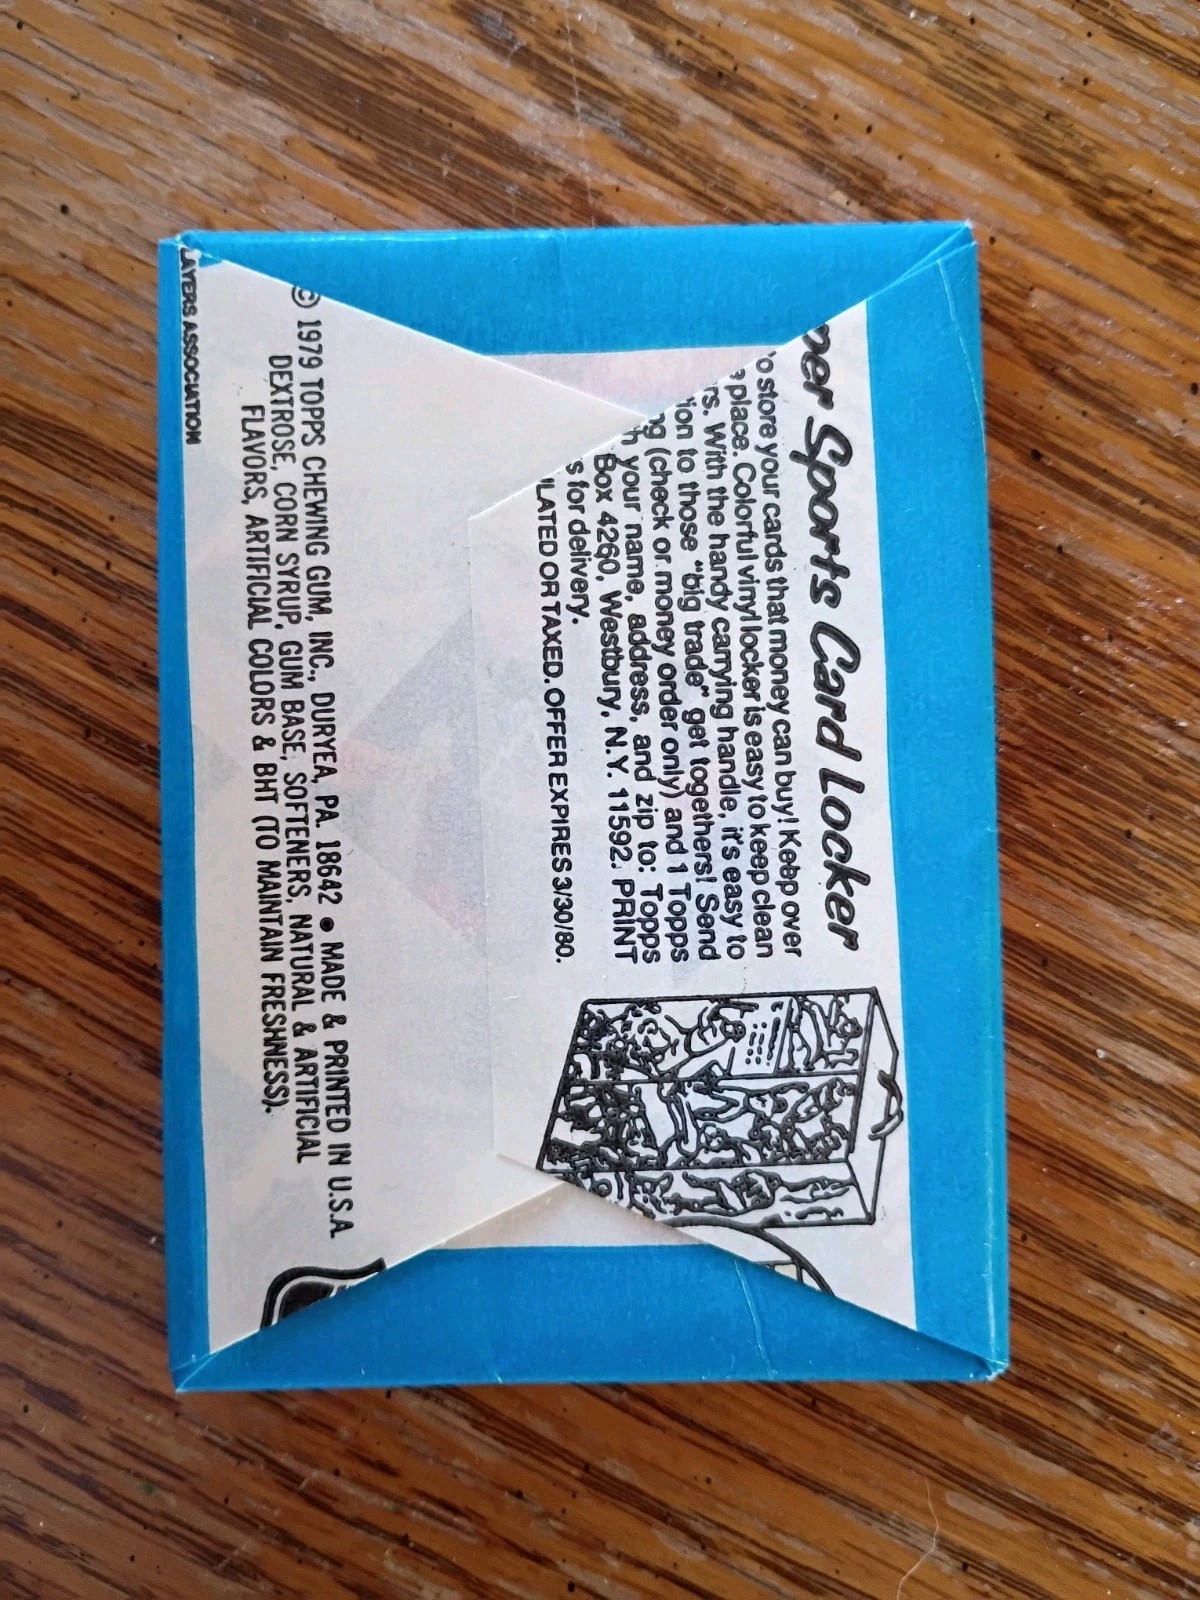 Sports Card Locker
store your cards that money can buy! Keep over
place. Colorful vinyl locker is easy to keep clean
rs. With the handy carrying handle, it's easy to
ion to those "big trade" get togethers! Send
(check or money order only) and 1 Topps
your name, address, and zip to: Topps
Box 4260, Westbury, N.Y. 11592. PRINT
s for delivery.
LATED OR TAXED. OFFER EXPIRES 3/30/80.
© 1979 TOPPS CHEWING GUM, INC., DURYEA, PA. 18642 • MADE & PRINTED IN U.S.A.
DEXTROSE, CORN SYRUP, GUM BASE, SOFTENERS, NATURAL & ARTIFICIAL
FLAVORS, ARTIFICIAL COLORS & BHT (TO MAINTAIN FRESHNESS).
LAYERS ASSOCIATION